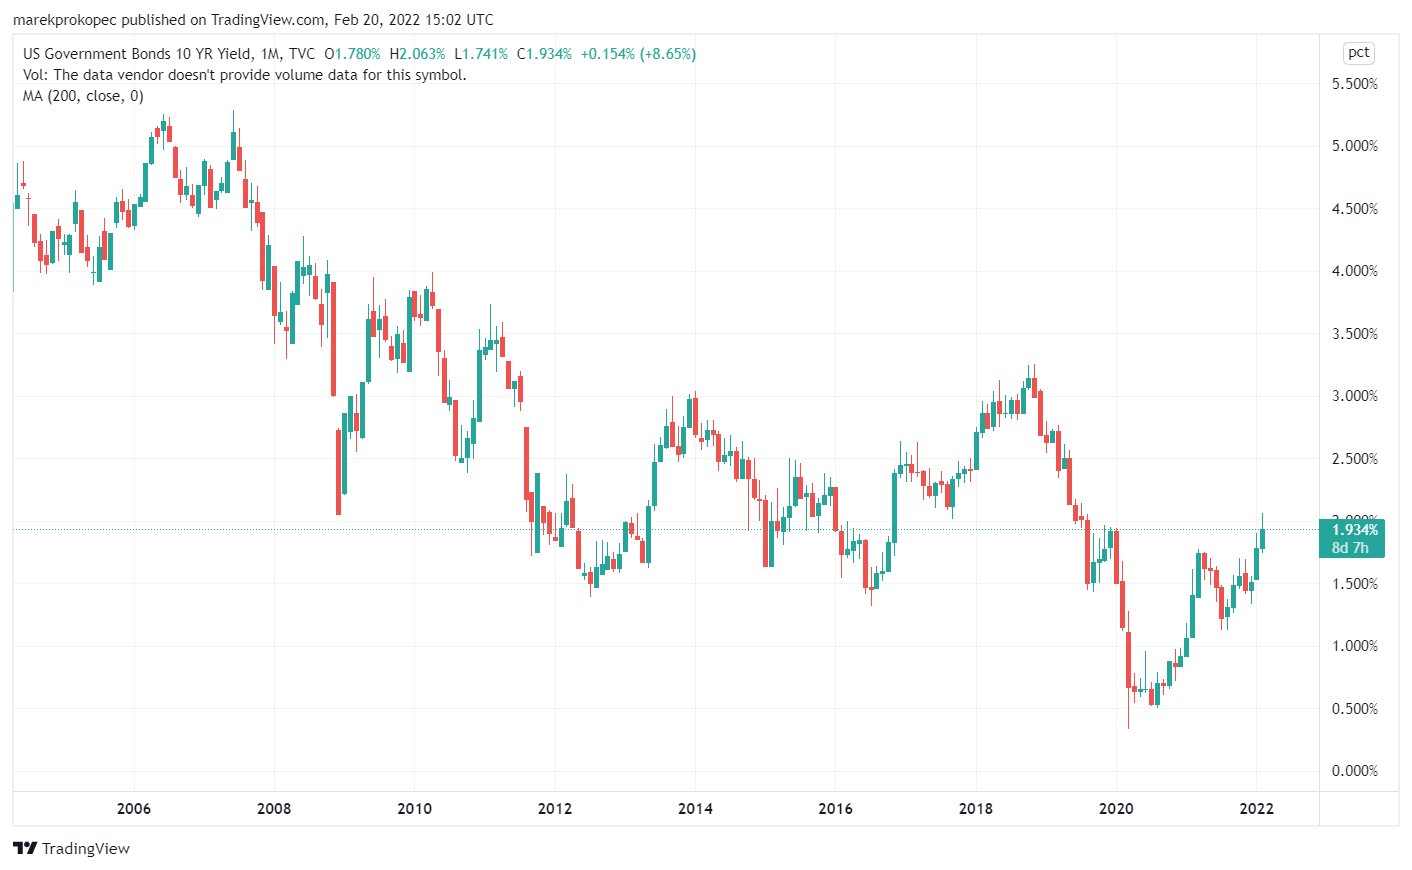 marekprokopec published on TradingView.com, Feb 20, 2022 15:02 UTC
US Government Bonds 10 YR Yield, 1M, TVC O1.780% H2.063% L1.741% C1.934% +0.154% (+8.65%)
Vol: The data vendor doesn't provide volume data for this symbol.
MA (200, close, 0)
pct
5.500%
5.000%
4.500%
4.000%
3.500%
3.000%
2.500%
2.000%
1.934%
8d 7h
1.500%
1.000%
0.500%
0.000%
2006 2008 2010 2012 2014 2016 2018 2020 2022
TradingView